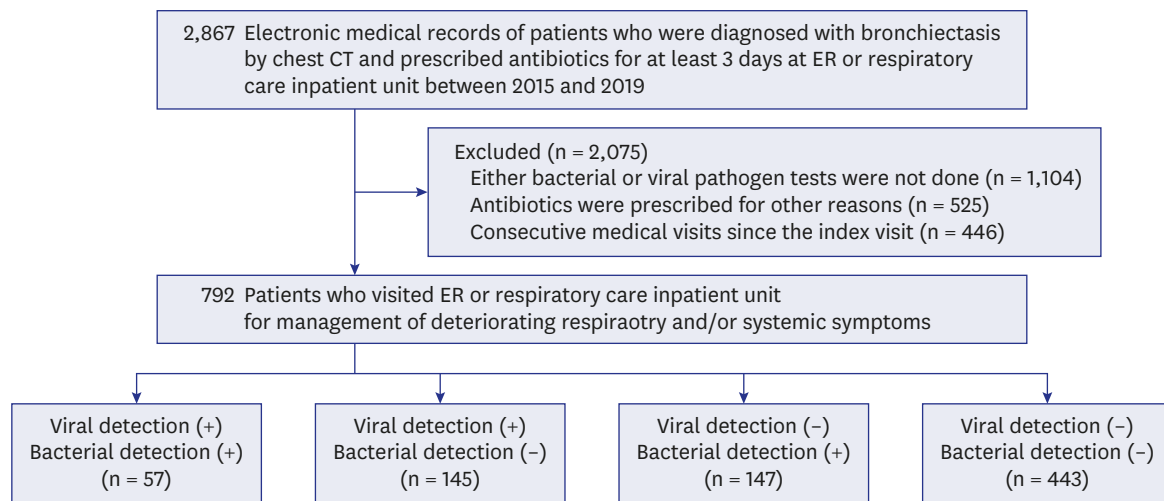 2,867 Electronic medical records of patients who were diagnosed with bronchiectasis
by chest CT and prescribed antibiotics for at least 3 days at ER or respiratory
care inpatient unit between 2015 and 2019
Excluded (n = 2,075)
Either bacterial or viral pathogen tests were not done (n = 1,104)
Antibiotics were prescribed for other reasons (n = 525)
Consecutive medical visits since the index visit (n = 446)
792 Patients who visited ER or respiratory care inpatient unit
for management of deteriorating respiraotry and/or systemic symptoms
Viral detection (+)
Bacterial detection (+)
(n = 57)
Viral detection (+)
Bacterial detection (−)
(n = 145)
Viral detection (−)
Bacterial detection (+)
(n = 147)
Viral detection (−)
Bacterial detection (−)
(n = 443)